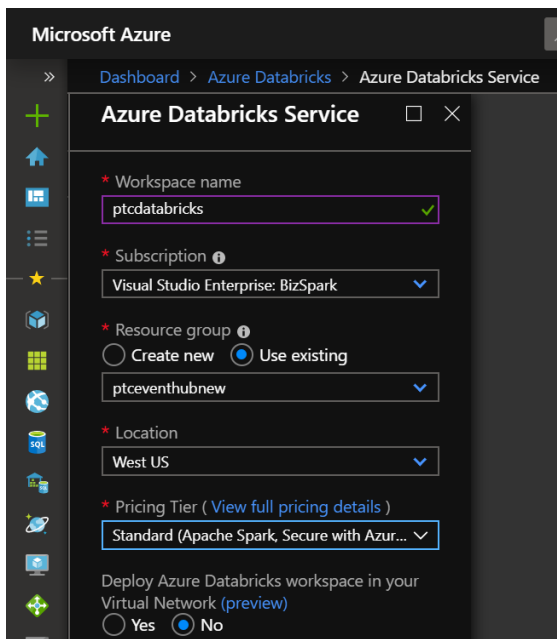 Microsoft Azure
»
Dashboard > Azure Databricks > Azure Databricks Service
Azure Databricks Service
* Workspace name
ptcdatabricks
* Subscription
Visual Studio Enterprise: BizSpark
* Resource group
Create new Use existing
ptceventhubnew
* Location
West US
* Pricing Tier ( View full pricing details )
Standard (Apache Spark, Secure with Azur...
Deploy Azure Databricks workspace in your
Virtual Network (preview)
Yes No
SQL